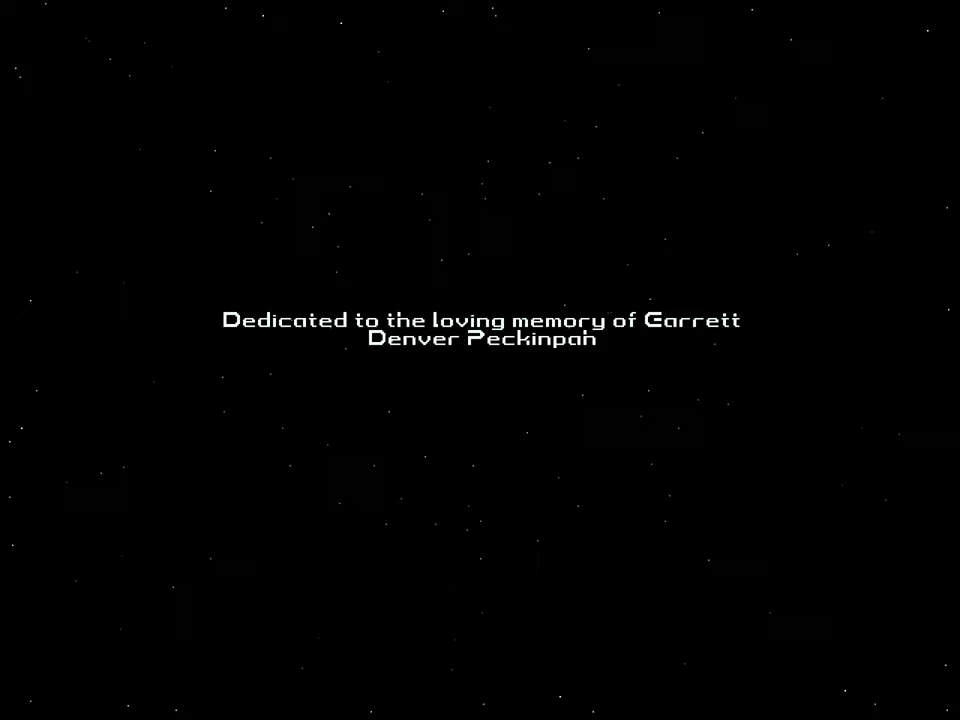 Dedicated to the loving memory of Garrett
Denver Peckinpah